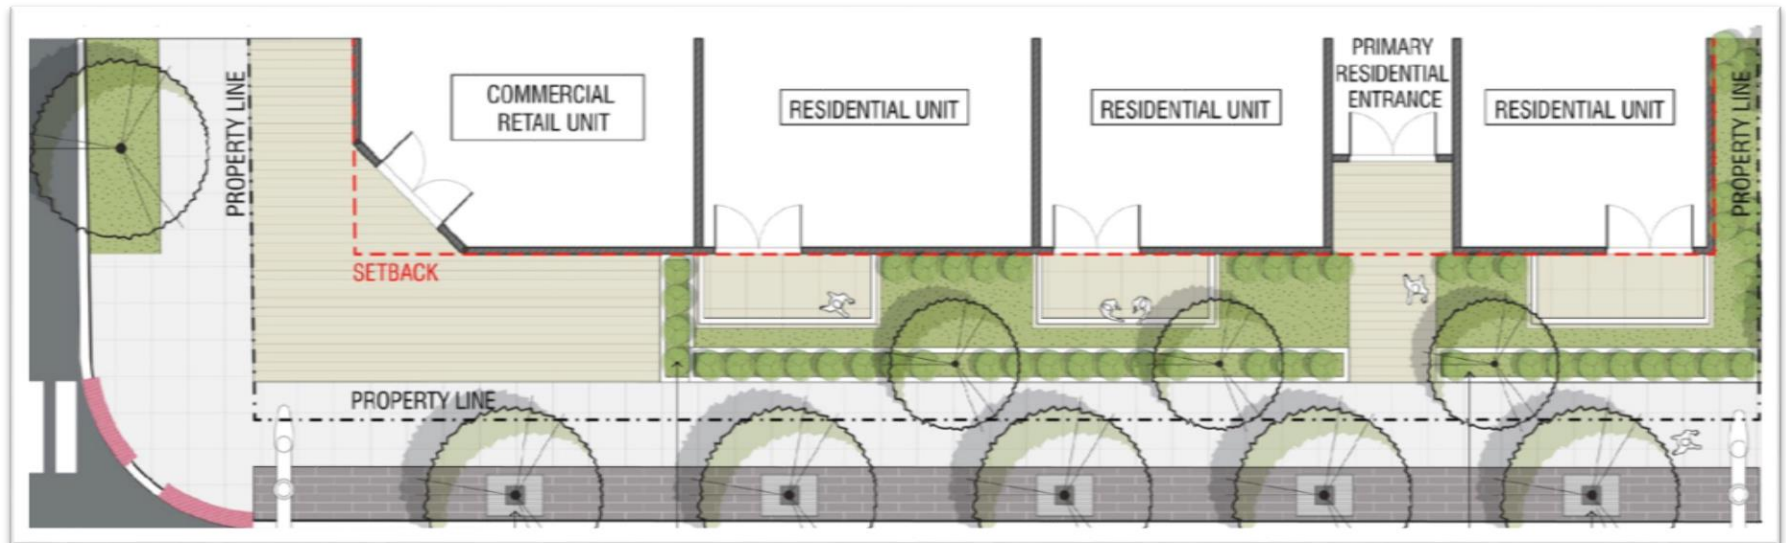 PROPERTY LINE
COMMERCIAL
RETAIL UNIT
RESIDENTIAL UNIT
RESIDENTIAL UNIT
PRIMARY
RESIDENTIAL
ENTRANCE
RESIDENTIAL UNIT
PROPERTY LINE
SETBACK
PROPERTY LINE